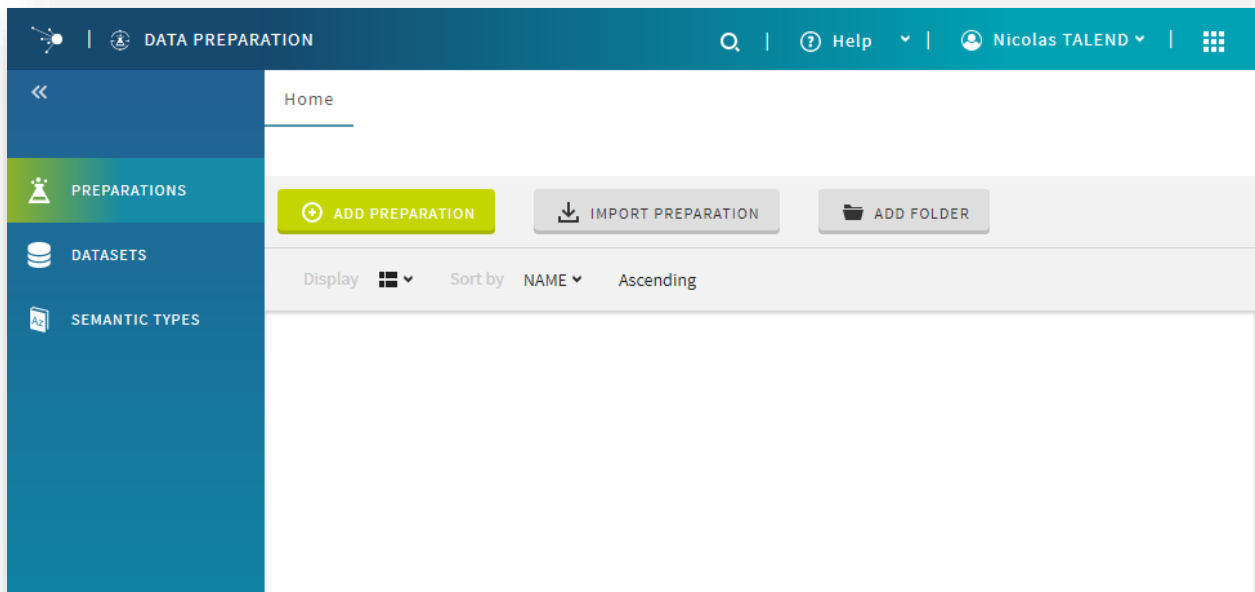 DATA PREPARATION | Help | Nicolas TALEND |
Home
PREPARATIONS
ADD PREPARATION IMPORT PREPARATION ADD FOLDER
DATASETS
Display Sort by NAME Ascending
Az
SEMANTIC TYPES